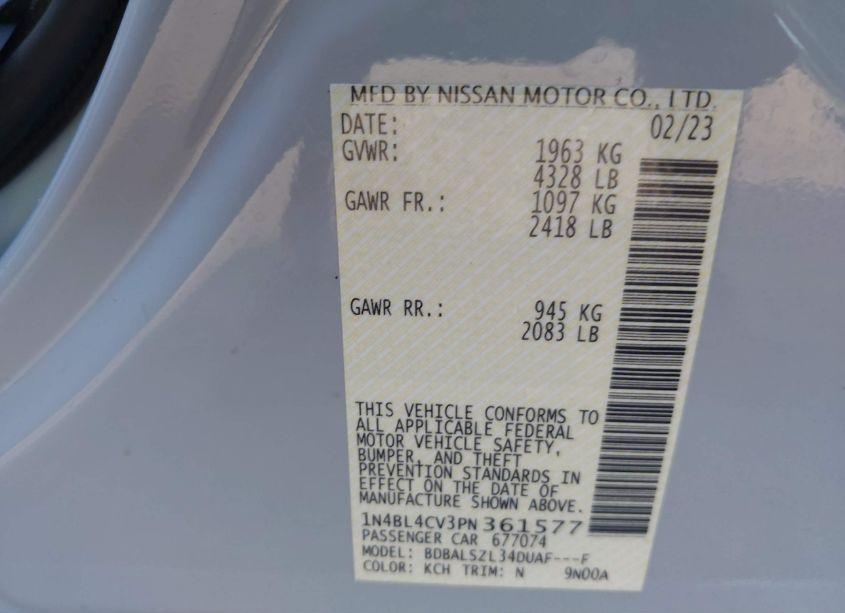 MFD BY NISSAN MOTOR CO., LTD.
DATE: 02/23
GVWR: 1963 KG
4328 LB
GAWR FR.: 1097 KG
2418 LB
GAWR RR.: 945 KG
2083 LB
THIS VEHICLE CONFORMS TO
ALL APPLICABLE FEDERAL
MOTOR VEHICLE SAFETY,
BUMPER, AND THEFT
PREVENTION STANDARDS IN
EFFECT ON THE DATE OF
MANUFACTURE SHOWN ABOVE.
1N4BL4CV3PN361577
PASSENGER CAR 677074
MODEL: BDBALSZL34DUAF---F
COLOR: KCH TRIM: N 9N00A